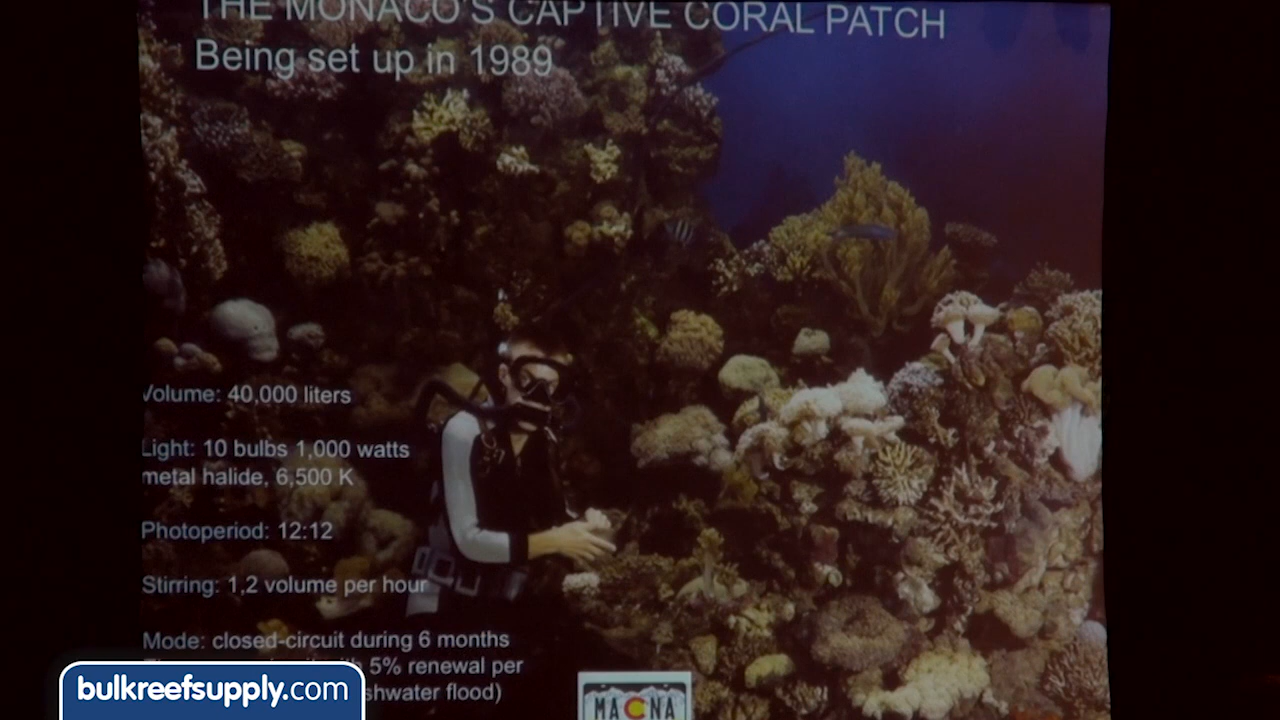 THE MONACO'S CAPTIVE CORAL PATCH
Being set up in 1989
Volume: 40,000 liters
Light: 10 bulbs 1,000 watts
metal halide, 6,500 K
Photoperiod: 12:12
Stirring: 1,2 volume per hour
Mode: closed-circuit during 6 months
5% renewal per
flood)
bulkreefsupply.com
MACNA